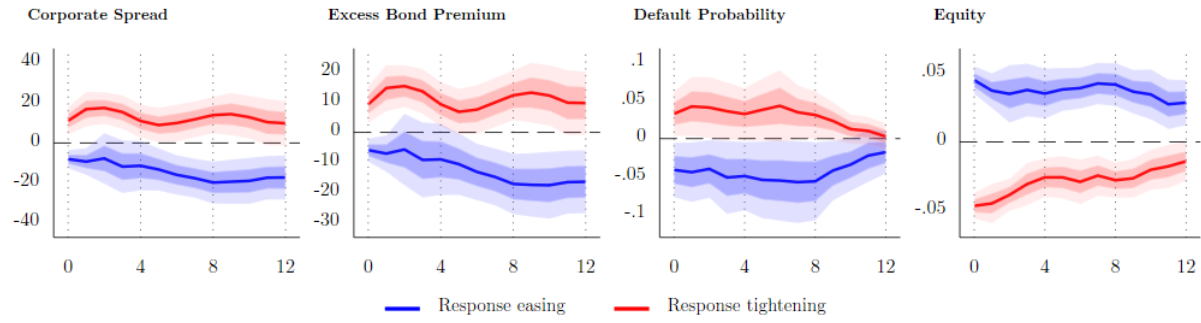 Corporate Spread
Excess Bond Premium
Default Probability
Equity
40
20
0
-20
-40
0 4 8 12
20
10
0
-10
-20
-30
0 4 8 12
.1
.05
0
-.05
-.1
0 4 8 12
.05
0
-.05
0 4 8 12
Response easing
Response tightening